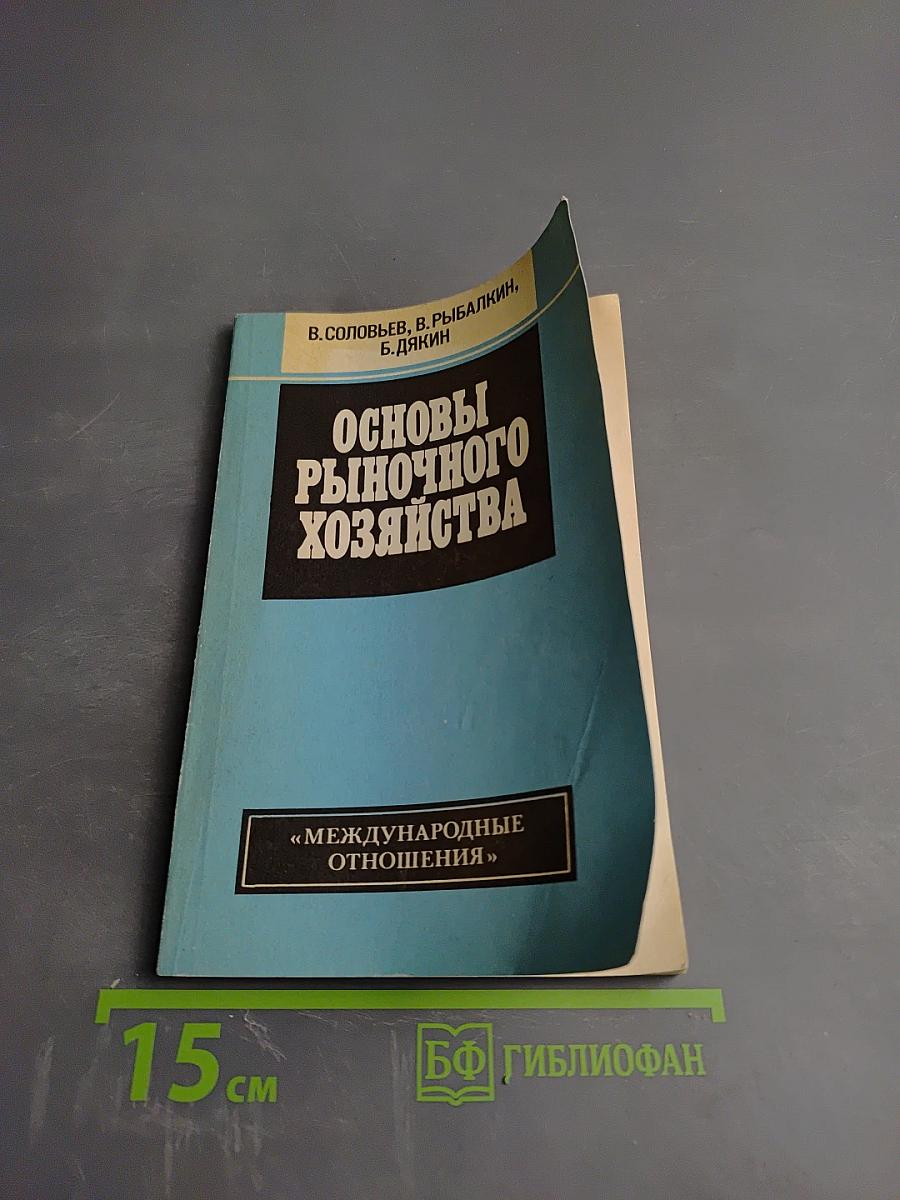 В. СОЛОВЬЕВ, В. РЫБАЛКИН,
Б. ДЯКИН
ОСНОВЫ
РЫНОЧНОГО
ХОЗЯЙСТВА
«МЕЖДУНАРОДНЫЕ
ОТНОШЕНИЯ»
15 см
БФ ГИБЛИОФАН